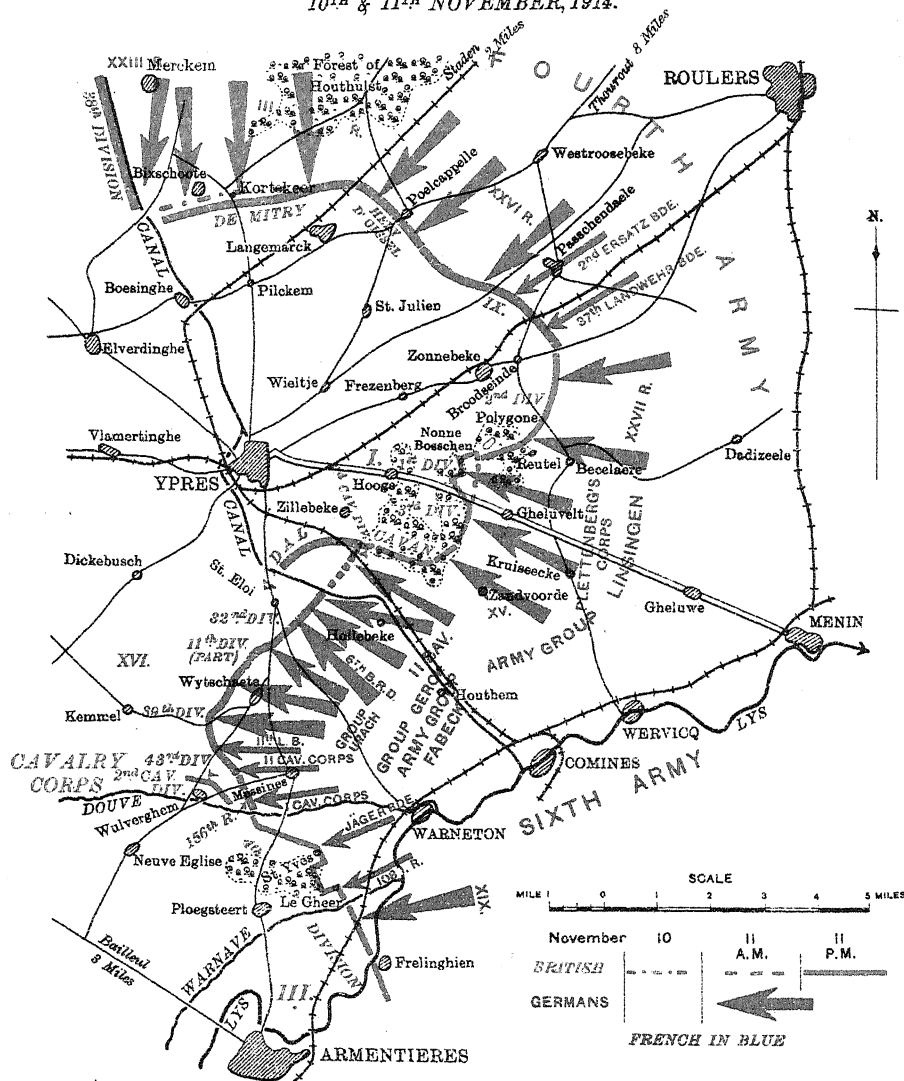 10TH & 11TH NOVEMBER, 1914.
XXIII
Merckem
Forest of
Houthulst
III
R.
Staden
2 Miles
Thourout 8 Miles
ROULERS
FOURTH ARMY
38th DIVISION
Bixschoote
Kortekeer
DE MITRY
Westroosebeke
Poelcappelle
XXVI R.
Langemarck
CANAL
Passchendaele
2nd ERSATZ BDE.
37th LANDWEHR BDE.
N.
Boesinghe
Pilckem
St. Julien
IX.
Elverdinghe
Zonnebeke
Broodseinde
Wieltje
Frezenberg
2nd DIV
Polygone
XXVII R.
Vlamertinghe
Nonne
Bosschen
Reutel
Becelaere
Dadizeele
YPRES
I.
1st DIV.
Hooge
Zillebeke
3rd DIV.
CAVAN
Gheluvelt
PLETTENBERG'S
CORPS
LINSINGEN
CANAL
Dickebusch
St. Eloi
Kruiseecke
Zandvoorde
XV.
Gheluwe
ARMY GROUP
MENIN
32nd DIV.
11th DIV.
(PART)
XVI.
Hollebeke
II CAV.
6TH B.R.D
Wytschaete
Houthem
GROUP GEROK
ARMY GROUP
FABECK
GROUP
URACH
Kemmel
39th DIV.
LYS
WERVICQ
COMINES
CAVALRY
CORPS
43rd DIV
2nd CAV.
DIV.
11th L. B.
II CAV. CORPS
SIXTH ARMY
DOUVE
Messines
CAV. CORPS
Wulverghem
156th R.
JÄGER BDE.
WARNETON
Neuve Eglise
St. Yves
Ploegsteert
Le Gheer
XIX.
DIVISION
Bailleul
3 Miles
WARNAVE
Frelinghien
III.
LYS
ARMENTIERES
SCALE
MILE 1 0 1 2 3 4 5 MILES
November 10 11 A.M. 11 P.M.
BRITISH
GERMANS
FRENCH IN BLUE